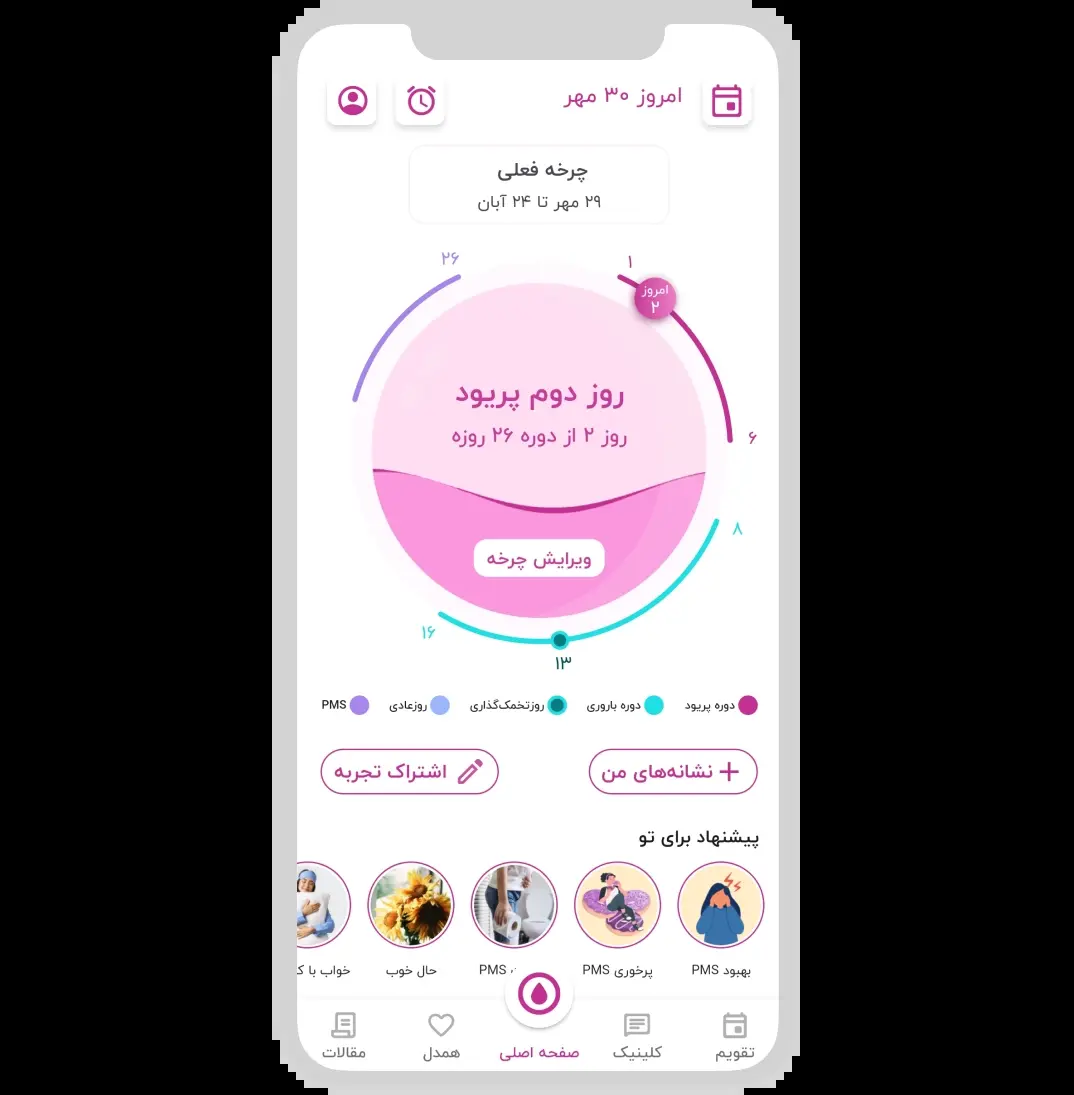 امروز ۳۰ مهر
چرخه فعلی
۲۹ مهر تا ۲۴ آبان
۱
۲۶
امروز
۲
روز دوم پریود
روز ۲ از دوره ۲۶ روزه
۶
۸
ویرایش چرخه
۱۶
۱۳
دوره پریود
دوره باروری
روزتخمک‌گذاری
روزعادی
PMS
نشانه‌های من
اشتراک تجربه
پیشنهاد برای تو
بهبود PMS
پرخوری PMS
PMS
حال خوب
خواب با
تقویم
کلینیک
صفحه اصلی
همدل
مقالات